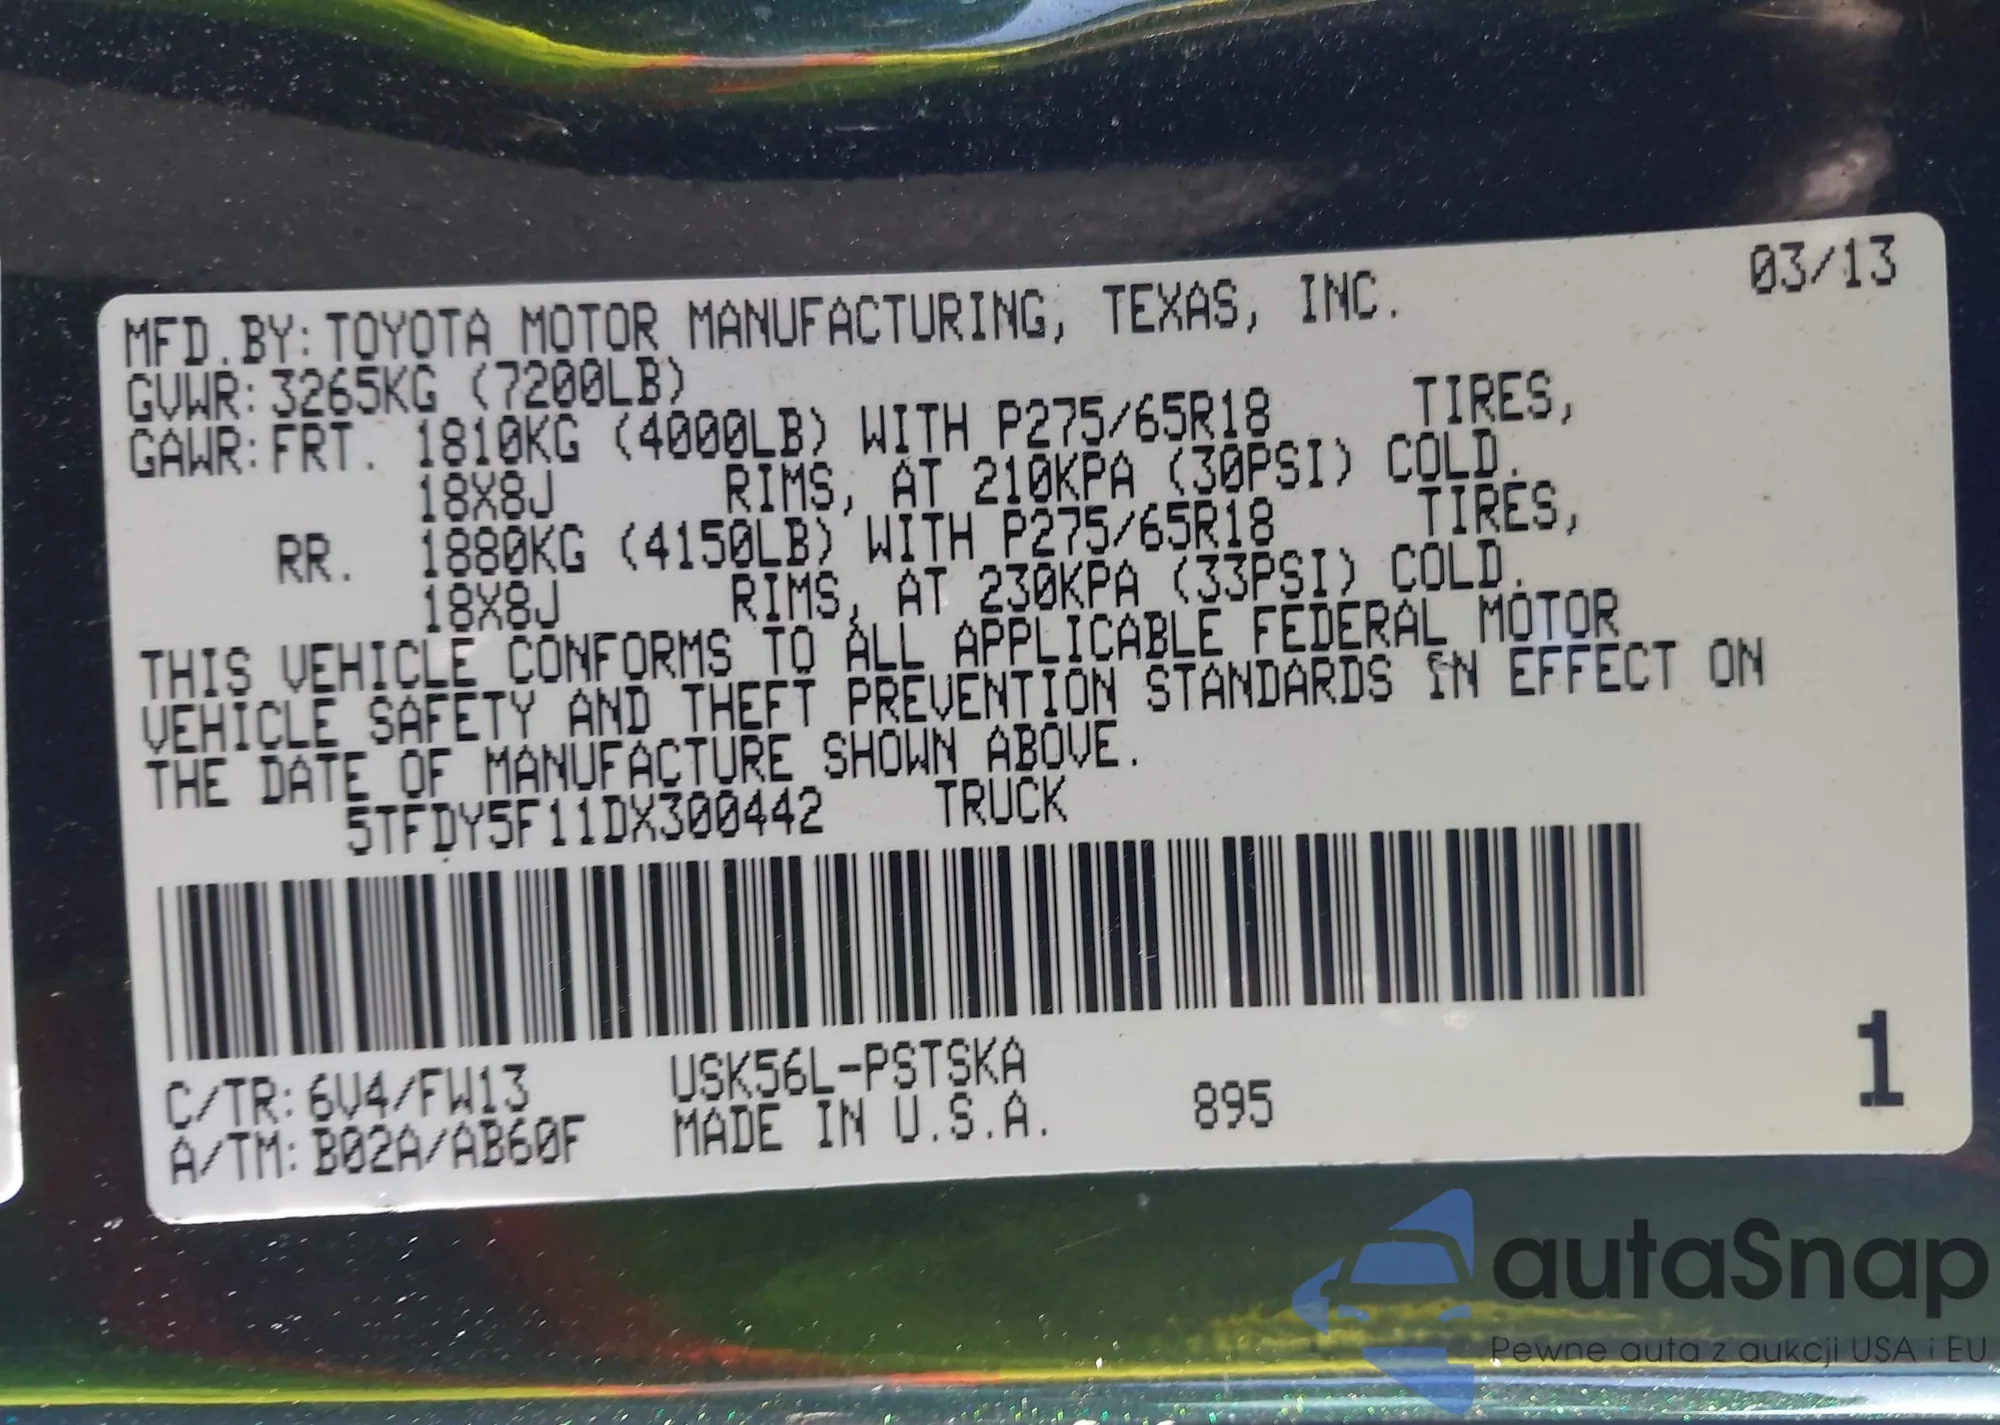 03/13
MFD.BY:TOYOTA MOTOR MANUFACTURING, TEXAS, INC.
GVWR:3265KG (7200LB)
GAWR:FRT. 1810KG (4000LB) WITH P275/65R18 TIRES,
18X8J RIMS, AT 210KPA (30PSI) COLD.
RR. 1880KG (4150LB) WITH P275/65R18 TIRES,
18X8J RIMS, AT 230KPA (33PSI) COLD.
THIS VEHICLE CONFORMS TO ALL APPLICABLE FEDERAL MOTOR
VEHICLE SAFETY AND THEFT PREVENTION STANDARDS IN EFFECT ON
THE DATE OF MANUFACTURE SHOWN ABOVE.
5TFDY5F11DX300442 TRUCK
C/TR:6V4/FW13 USK56L-PSTSKA
A/TM:B02A/AB60F MADE IN U.S.A. 895
1
autaSnap
Pewne auta z aukcji USA i EU